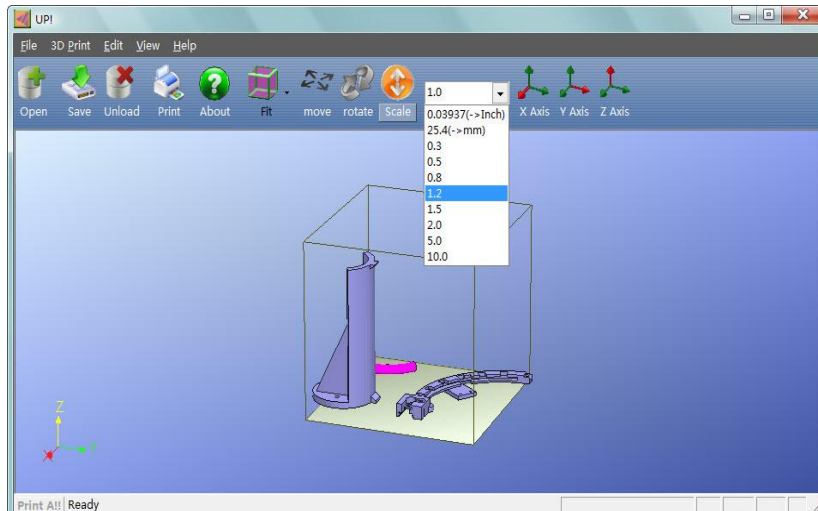 UP!
File 3D Print Edit View Help
1.0
Open Save Unload Print About Fit move rotate Scale X Axis Y Axis Z Axis
0.03937(->Inch)
25.4(->mm)
0.3
0.5
0.8
1.2
1.5
2.0
5.0
10.0
Z
X Y
Print A!! Ready